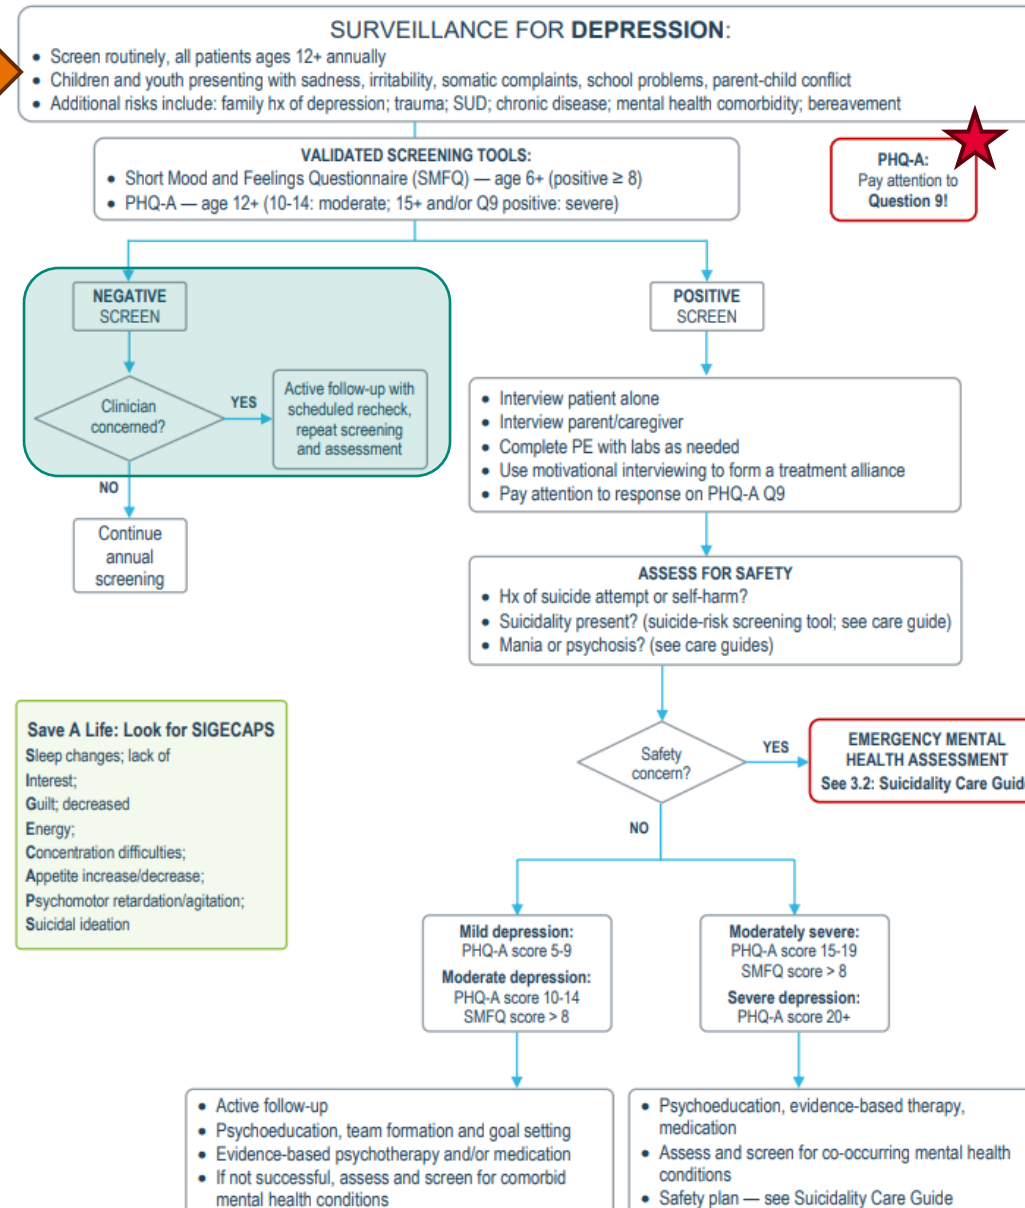 SURVEILLANCE FOR DEPRESSION:
• Screen routinely, all patients ages 12+ annually
• Children and youth presenting with sadness, irritability, somatic complaints, school problems, parent-child conflict
• Additional risks include: family hx of depression; trauma; SUD; chronic disease; mental health comorbidity; bereavement
VALIDATED SCREENING TOOLS:
• Short Mood and Feelings Questionnaire (SMFQ) — age 6+ (positive ≥ 8)
• PHQ-A — age 12+ (10-14: moderate; 15+ and/or Q9 positive: severe)
PHQ-A:
Pay attention to
Question 9!
NEGATIVE
SCREEN
Clinician
concerned?
YES
Active follow-up with
scheduled recheck,
repeat screening
and assessment
NO
Continue
annual
screening
POSITIVE
SCREEN
• Interview patient alone
• Interview parent/caregiver
• Complete PE with labs as needed
• Use motivational interviewing to form a treatment alliance
• Pay attention to response on PHQ-A Q9
ASSESS FOR SAFETY
• Hx of suicide attempt or self-harm?
• Suicidality present? (suicide-risk screening tool; see care guide)
• Mania or psychosis? (see care guides)
Safety
concern?
YES
EMERGENCY MENTAL
HEALTH ASSESSMENT
See 3.2: Suicidality Care Guid
NO
Save A Life: Look for SIGECAPS
Sleep changes; lack of
Interest;
Guilt; decreased
Energy;
Concentration difficulties;
Appetite increase/decrease;
Psychomotor retardation/agitation;
Suicidal ideation
Mild depression:
PHQ-A score 5-9
Moderate depression:
PHQ-A score 10-14
SMFQ score > 8
Moderately severe:
PHQ-A score 15-19
SMFQ score > 8
Severe depression:
PHQ-A score 20+
• Active follow-up
• Psychoeducation, team formation and goal setting
• Evidence-based psychotherapy and/or medication
• If not successful, assess and screen for comorbid
mental health conditions
• Psychoeducation, evidence-based therapy,
medication
• Assess and screen for co-occurring mental health
conditions
• Safety plan — see Suicidality Care Guide